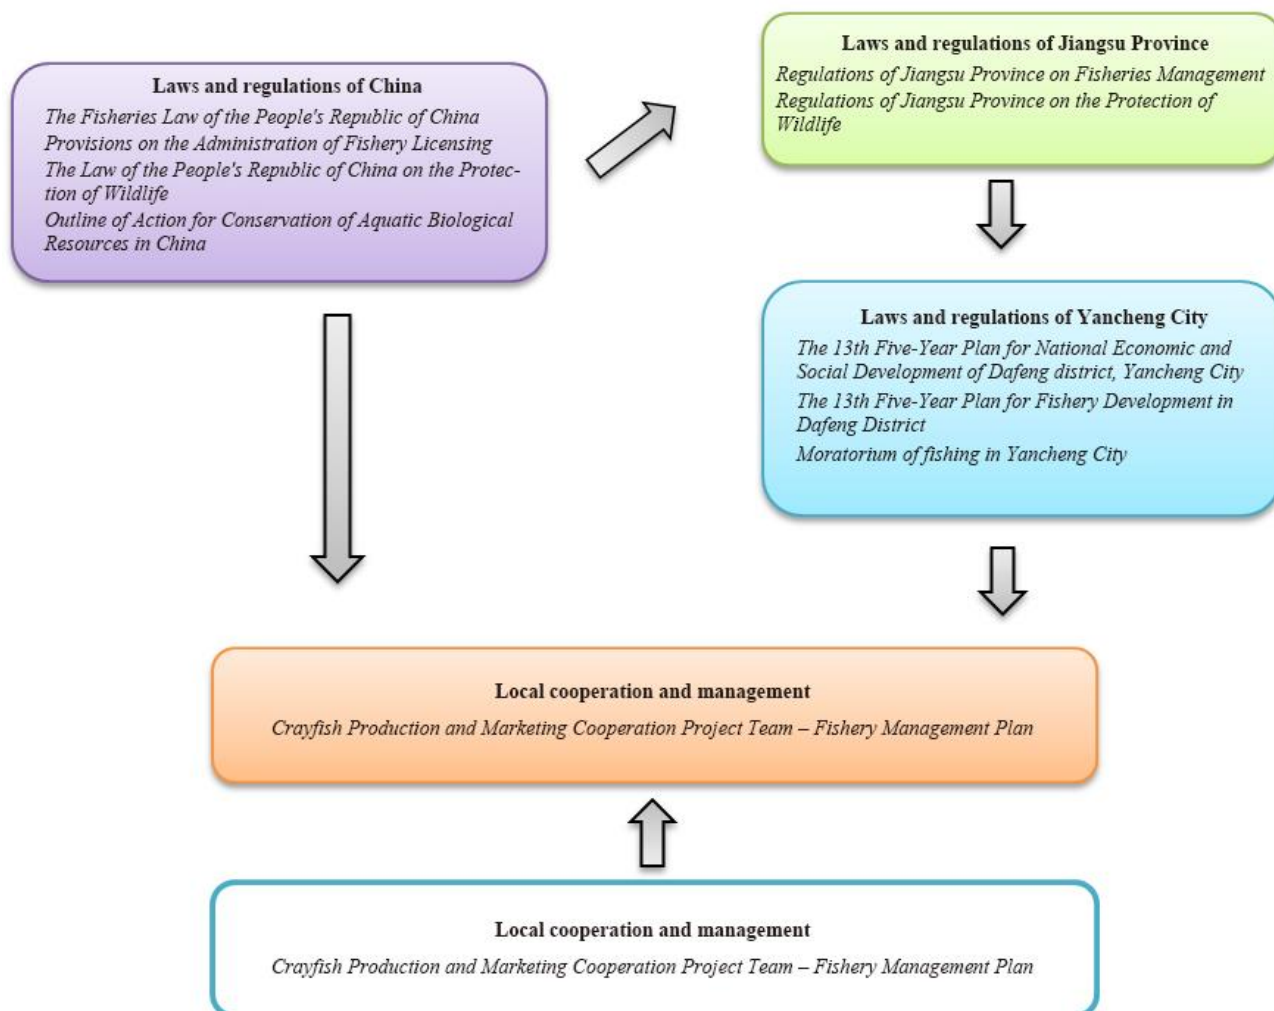 Laws and regulations of China
The Fisheries Law of the People's Republic of China
Provisions on the Administration of Fishery Licensing
The Law of the People's Republic of China on the Protec-
tion of Wildlife
Outline of Action for Conservation of Aquatic Biological
Resources in China
Laws and regulations of Jiangsu Province
Regulations of Jiangsu Province on Fisheries Management
Regulations of Jiangsu Province on the Protection of
Wildlife
Laws and regulations of Yancheng City
The 13th Five-Year Plan for National Economic and
Social Development of Dafeng district, Yancheng City
The 13th Five-Year Plan for Fishery Development in
Dafeng District
Moratorium of fishing in Yancheng City
Local cooperation and management
Crayfish Production and Marketing Cooperation Project Team – Fishery Management Plan
Local cooperation and management
Crayfish Production and Marketing Cooperation Project Team – Fishery Management Plan